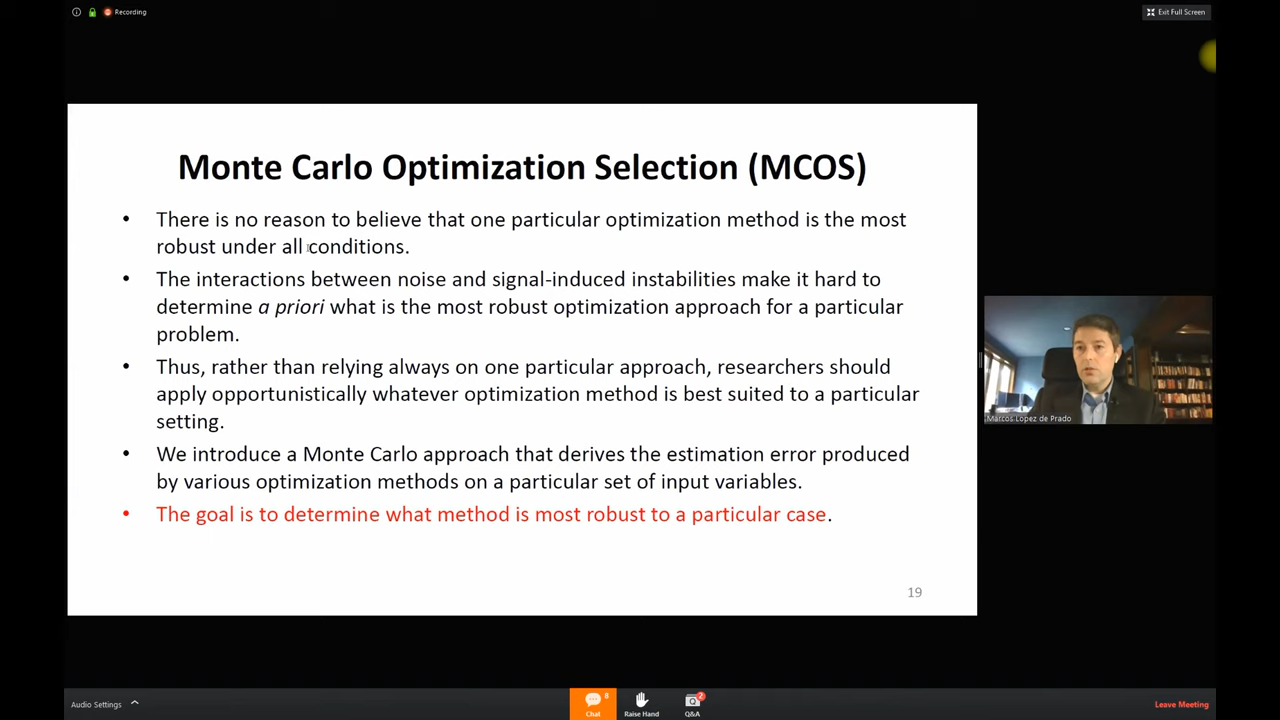 Recording
Exit Full Screen
Monte Carlo Optimization Selection (MCOS)
• There is no reason to believe that one particular optimization method is the most
robust under all conditions.
• The interactions between noise and signal-induced instabilities make it hard to
determine a priori what is the most robust optimization approach for a particular
problem.
• Thus, rather than relying always on one particular approach, researchers should
apply opportunistically whatever optimization method is best suited to a particular
setting.
• We introduce a Monte Carlo approach that derives the estimation error produced
by various optimization methods on a particular set of input variables.
• The goal is to determine what method is most robust to a particular case.
19
Marcos Lopez de Prado
Audio Settings
8
Chat
Raise Hand
2
Q&A
Leave Meeting